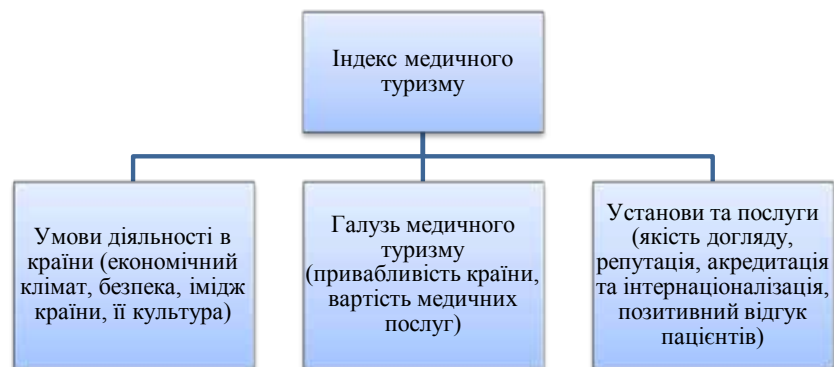 Індекс медичного
туризму
Умови діяльності в
країни (економічний
клімат, безпека, імідж
країни, її культура)
Галузь медичного
туризму
(привабливість країни,
вартість медичних
послуг)
Установи та послуги
(якість догляду,
репутація, акредитація
та інтернаціоналізація,
позитивний відгук
пацієнтів)